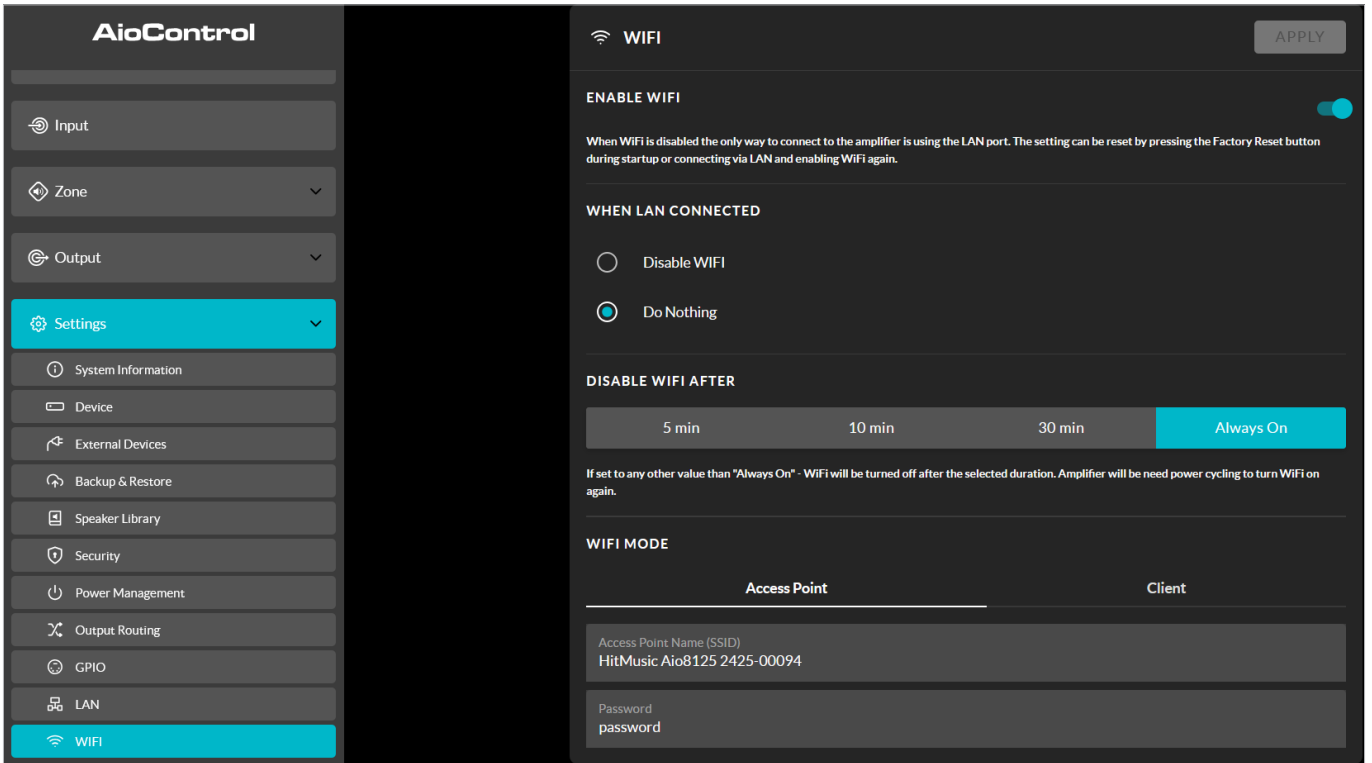 AioControl
Input
Zone
Output
Settings
System Information
Device
External Devices
Backup & Restore
Speaker Library
Security
Power Management
Output Routing
GPIO
LAN
WIFI
WIFI
APPLY
ENABLE WIFI
When WiFi is disabled the only way to connect to the amplifier is using the LAN port. The setting can be reset by pressing the Factory Reset button
during startup or connecting via LAN and enabling WiFi again.
WHEN LAN CONNECTED
Disable WIFI
Do Nothing
DISABLE WIFI AFTER
5 min
10 min
30 min
Always On
If set to any other value than "Always On" - WiFi will be turned off after the selected duration. Amplifier will be need power cycling to turn WiFi on
again.
WIFI MODE
Access Point
Client
Access Point Name (SSID)
HitMusic Aio8125 2425-00094
Password
password